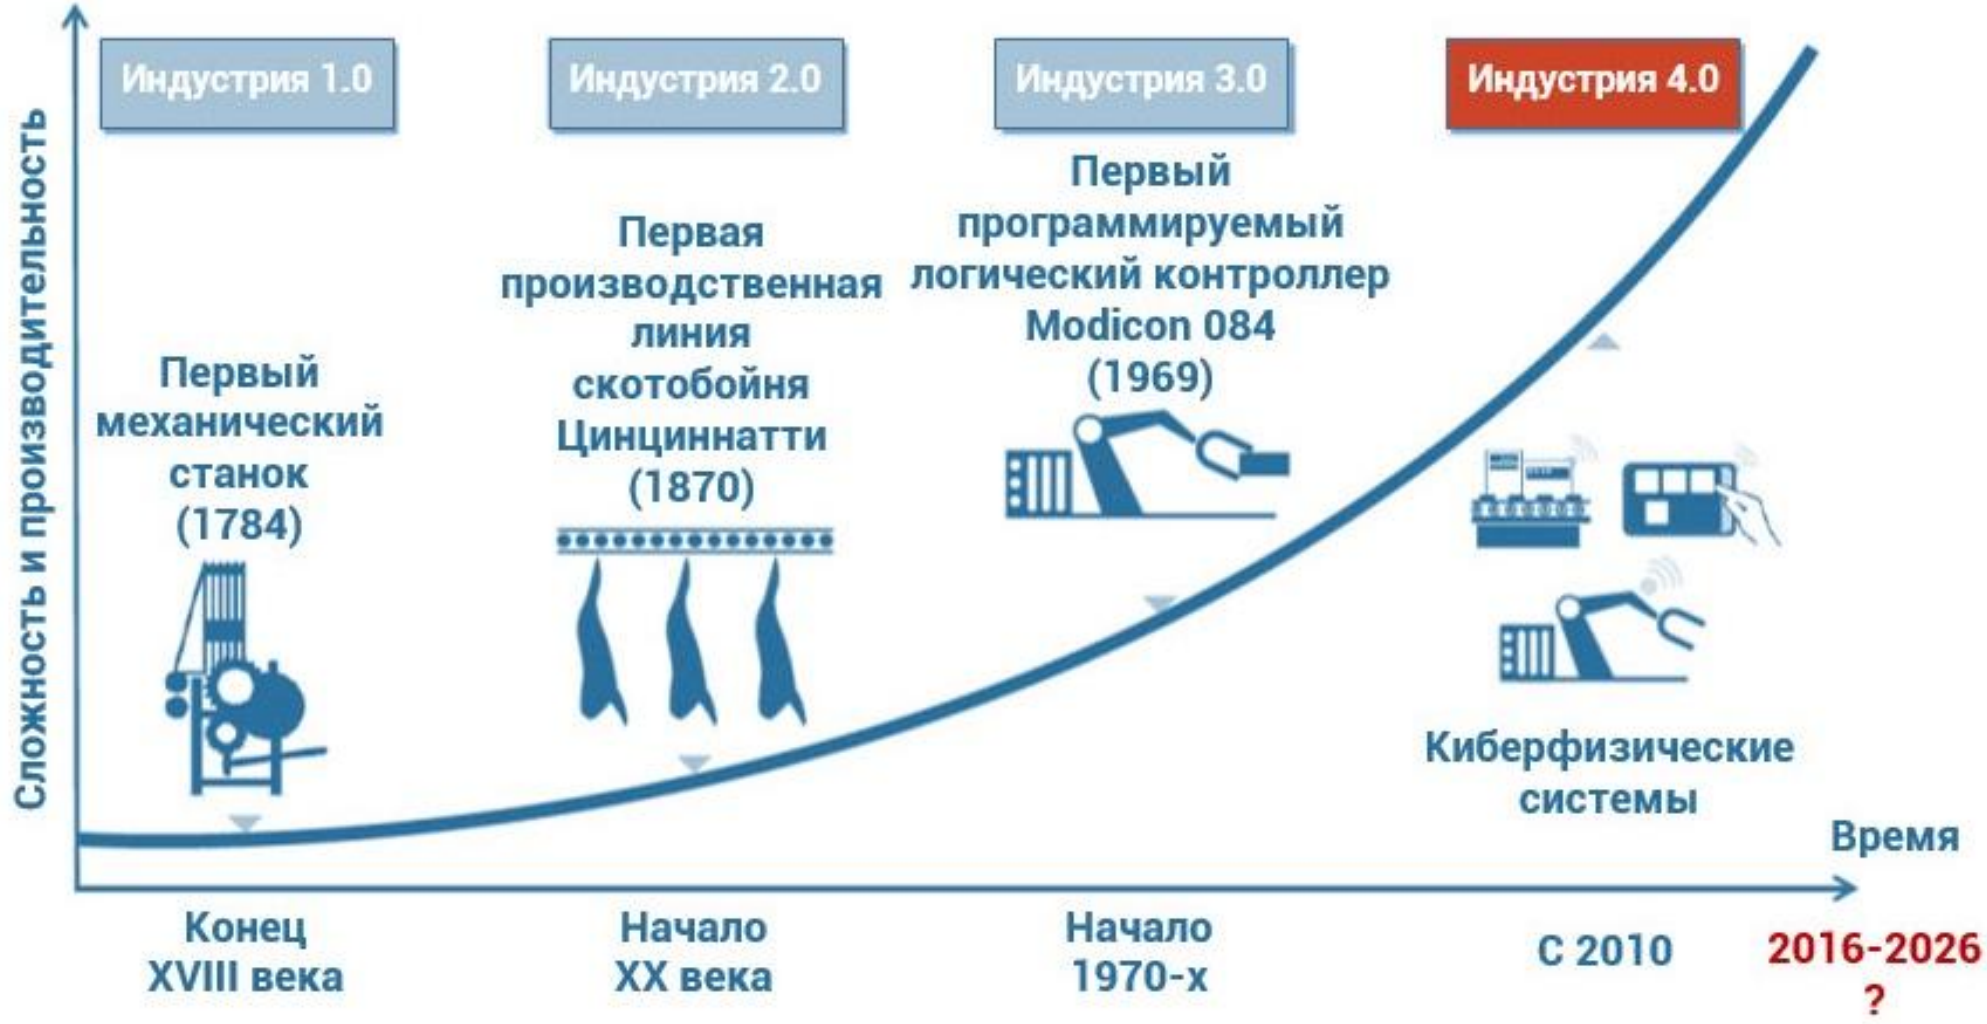 Сложность и производительность
Индустрия 1.0
Индустрия 2.0
Индустрия 3.0
Индустрия 4.0
Первый
механический
станок
(1784)
Первая
производственная
линия
скотобойня
Цинциннатти
(1870)
Первый
программируемый
логический контроллер
Modicon 084
(1969)
Киберфизические
системы
Время
Конец
XVIII века
Начало
XX века
Начало
1970-х
С 2010
2016-2026
?